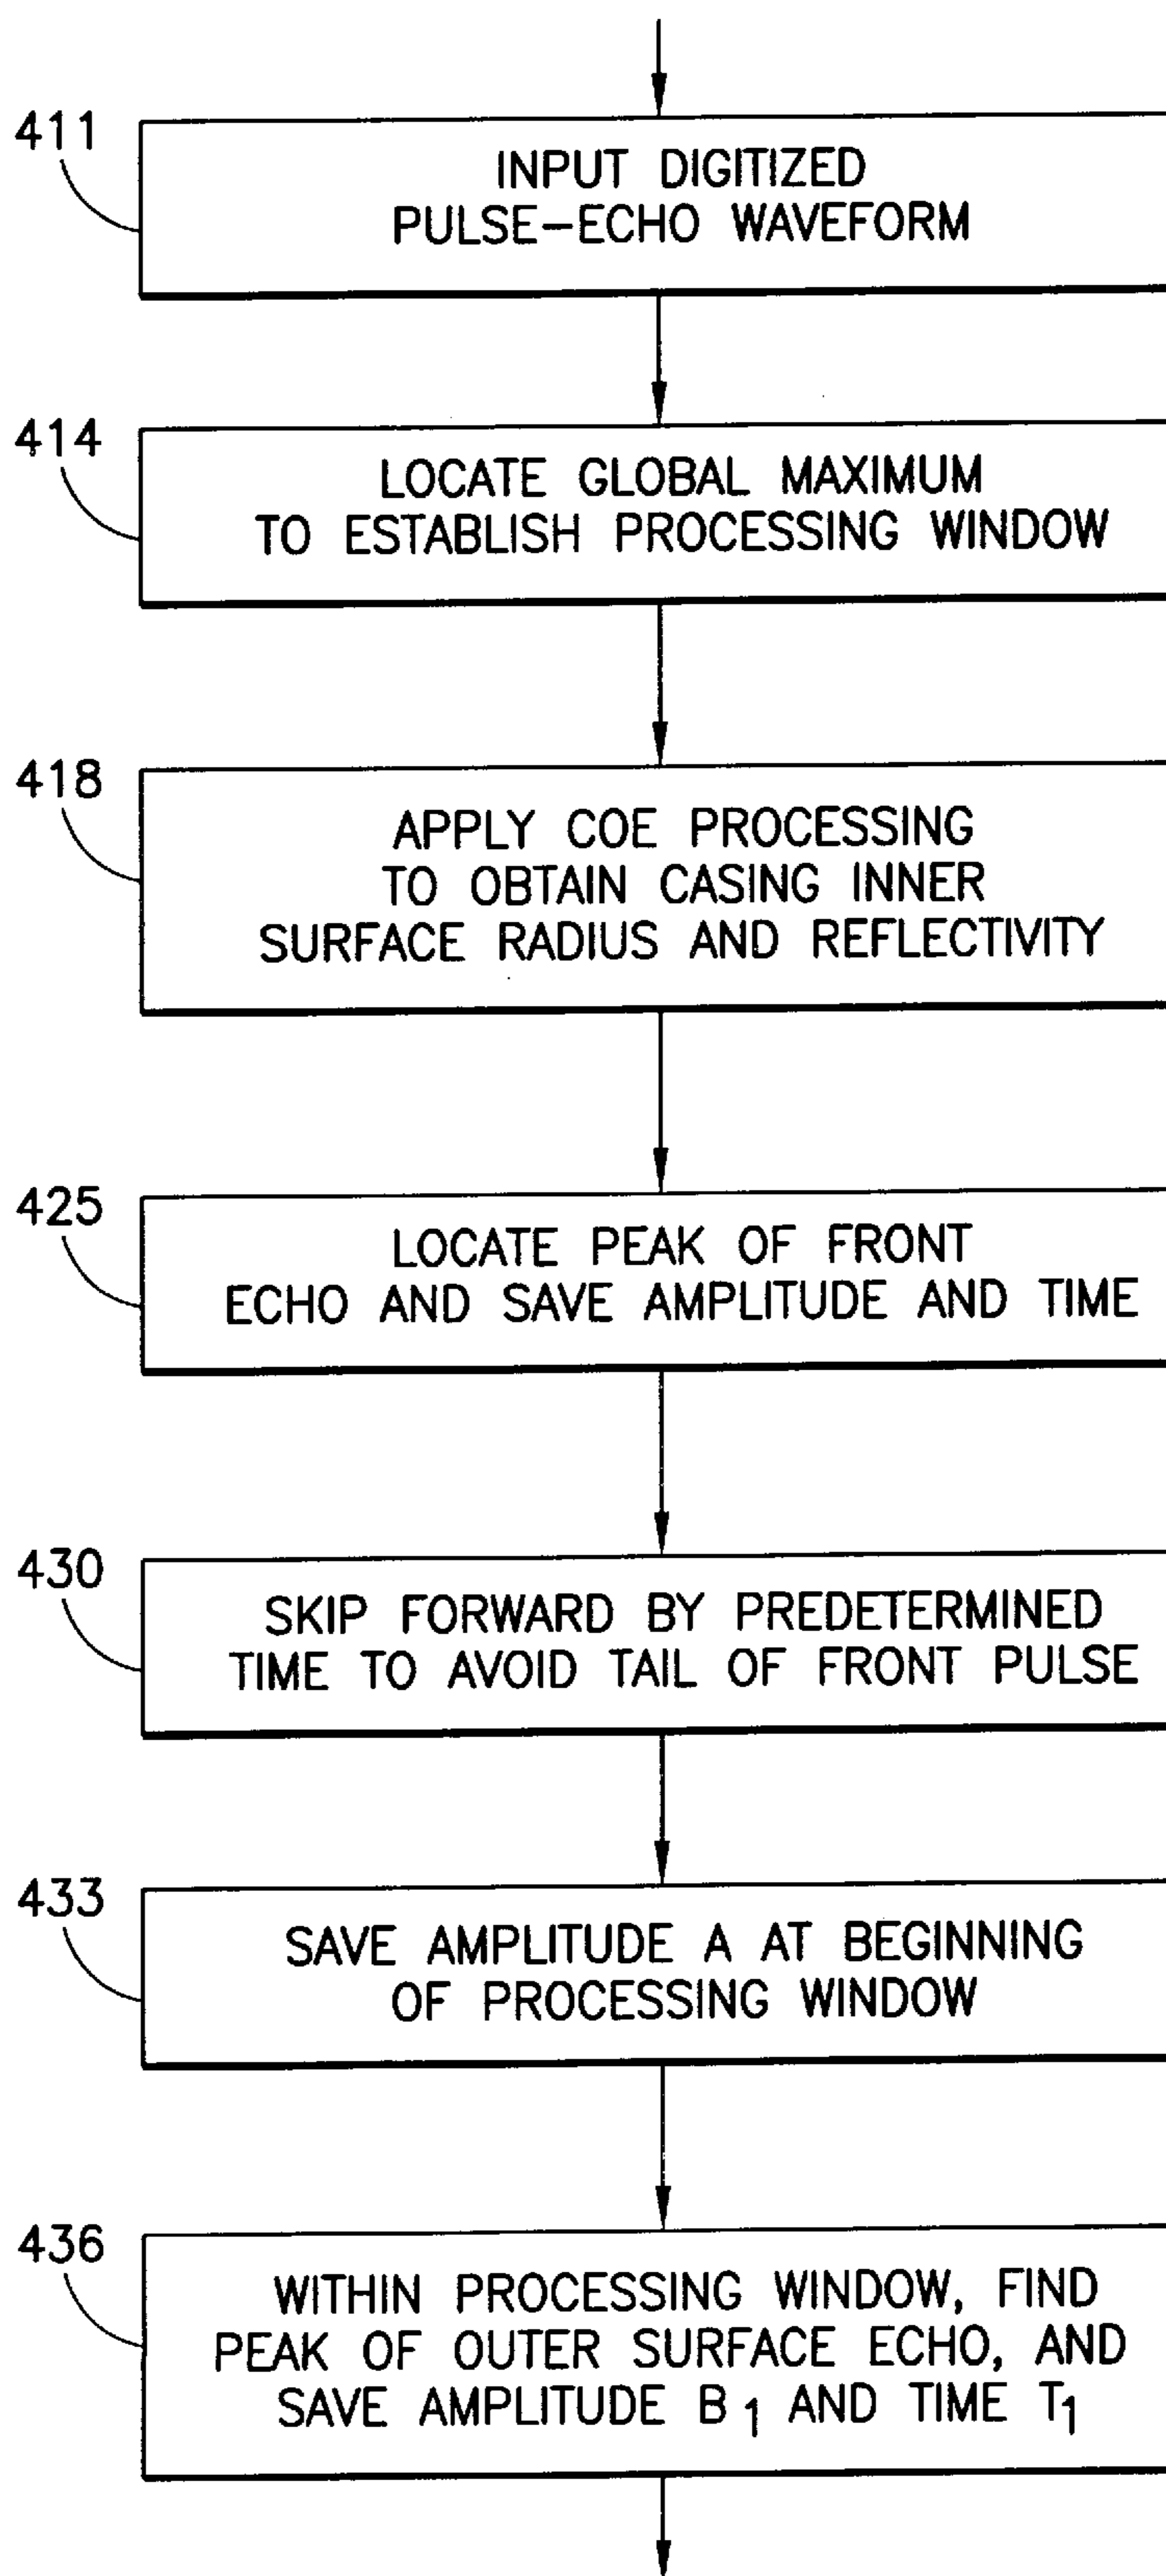 411
INPUT DIGITIZED
PULSE-ECHO WAVEFORM
414
LOCATE GLOBAL MAXIMUM
TO ESTABLISH PROCESSING WINDOW
418
APPLY COE PROCESSING
TO OBTAIN CASING INNER
SURFACE RADIUS AND REFLECTIVITY
425
LOCATE PEAK OF FRONT
ECHO AND SAVE AMPLITUDE AND TIME
430
SKIP FORWARD BY PREDETERMINED
TIME TO AVOID TAIL OF FRONT PULSE
433
SAVE AMPLITUDE A AT BEGINNING
OF PROCESSING WINDOW
436
WITHIN PROCESSING WINDOW, FIND
PEAK OF OUTER SURFACE ECHO, AND
SAVE AMPLITUDE B1 AND TIME T1